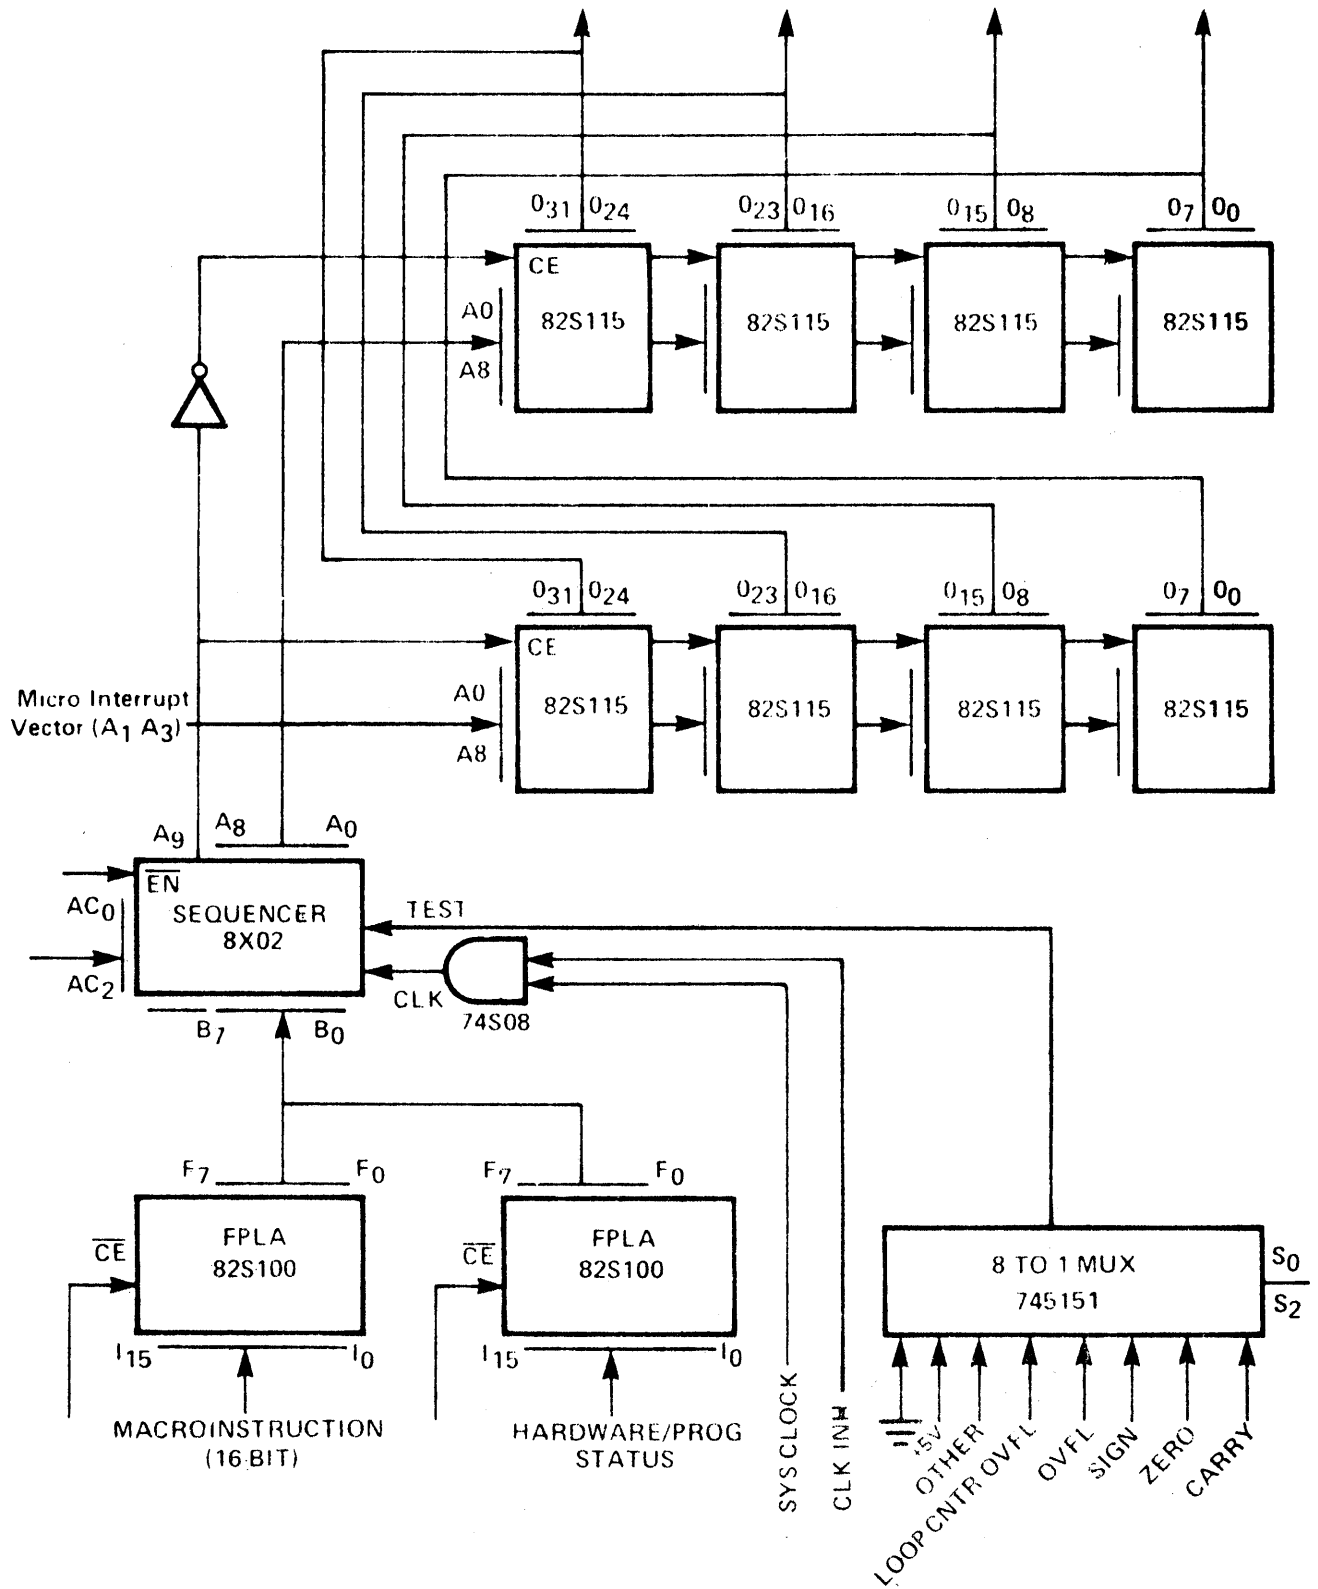 O31 O24 O23 O16 O15 O8 O7 O0
CE
82S115 82S115 82S115 82S115
A0
A8
O31 O24 O23 O16 O15 O8 O7 O0
CE
A0
82S115 82S115 82S115 82S115
A8
Micro Interrupt
Vector (A1 A3)
A9 A8 A0
EN
AC0
SEQUENCER
8X02
AC2
TEST
CLK
74S08
B7 B0
F7 F0
F7 F0
CE
FPLA
82S100
CE
FPLA
82S100
8 TO 1 MUX
745151
S0
S2
I15 I0
I15 I0
MACROINSTRUCTION
(16-BIT)
HARDWARE/PROG
STATUS
SYS CLOCK
CLK INH
+5V
OTHER
LOOP CNTR OVFL
OVFL
SIGN
ZERO
CARRY